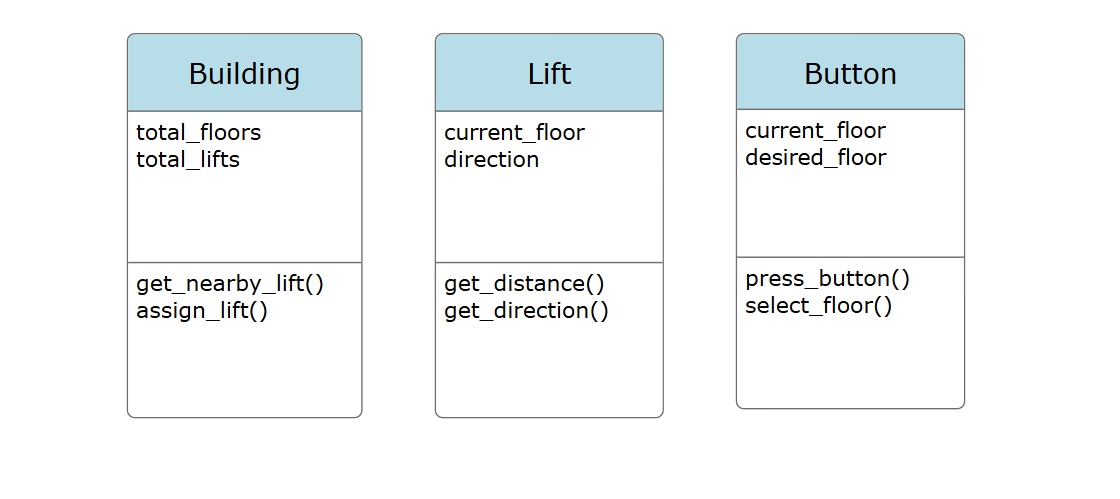 Building
total_floors
total_lifts
get_nearby_lift()
assign_lift()
Lift
current_floor
direction
get_distance()
get_direction()
Button
current_floor
desired_floor
press_button()
select_floor()